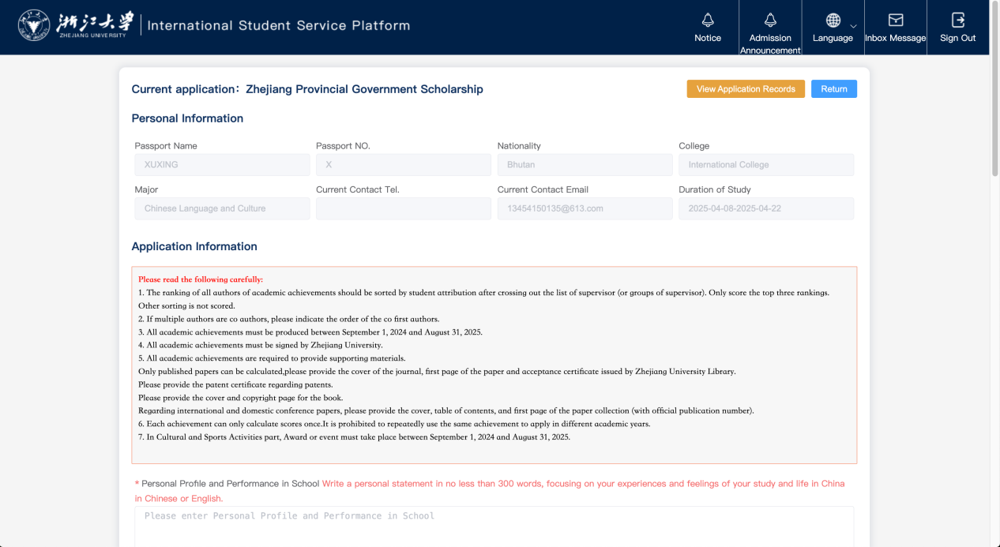 浙江大学
ZHEJIANG UNIVERSITY
International Student Service Platform
Notice
Admission
Announcement
Language
Inbox Message
Sign Out
Current application：Zhejiang Provincial Government Scholarship
View Application Records
Return
Personal Information
Passport Name
Passport NO.
Nationality
College
XUXING
X
Bhutan
International College
Major
Current Contact Tel.
Current Contact Email
Duration of Study
Chinese Language and Culture
13454150135@613.com
2025-04-08-2025-04-22
Application Information
Please read the following carefully:
1. The ranking of all authors of academic achievements should be sorted by student attribution after crossing out the list of supervisor (or groups of supervisor). Only score the top three rankings.
Other sorting is not scored.
2. If multiple authors are co authors, please indicate the order of the co first authors.
3. All academic achievements must be produced between September 1, 2024 and August 31, 2025.
4. All academic achievements must be signed by Zhejiang University.
5. All academic achievements are required to provide supporting materials.
Only published papers can be calculated,please provide the cover of the journal, first page of the paper and acceptance certificate issued by Zhejiang University Library.
Please provide the patent certificate regarding patents.
Please provide the cover and copyright page for the book.
Regarding international and domestic conference papers, please provide the cover, table of contents, and first page of the paper collection (with official publication number).
6. Each achievement can only calculate scores once.It is prohibited to repeatedly use the same achievement to apply in different academic years.
7. In Cultural and Sports Activities part, Award or event must take place between September 1, 2024 and August 31, 2025.
* Personal Profile and Performance in School Write a personal statement in no less than 300 words, focusing on your experiences and feelings of your study and life in China
in Chinese or English.
Please enter Personal Profile and Performance in School